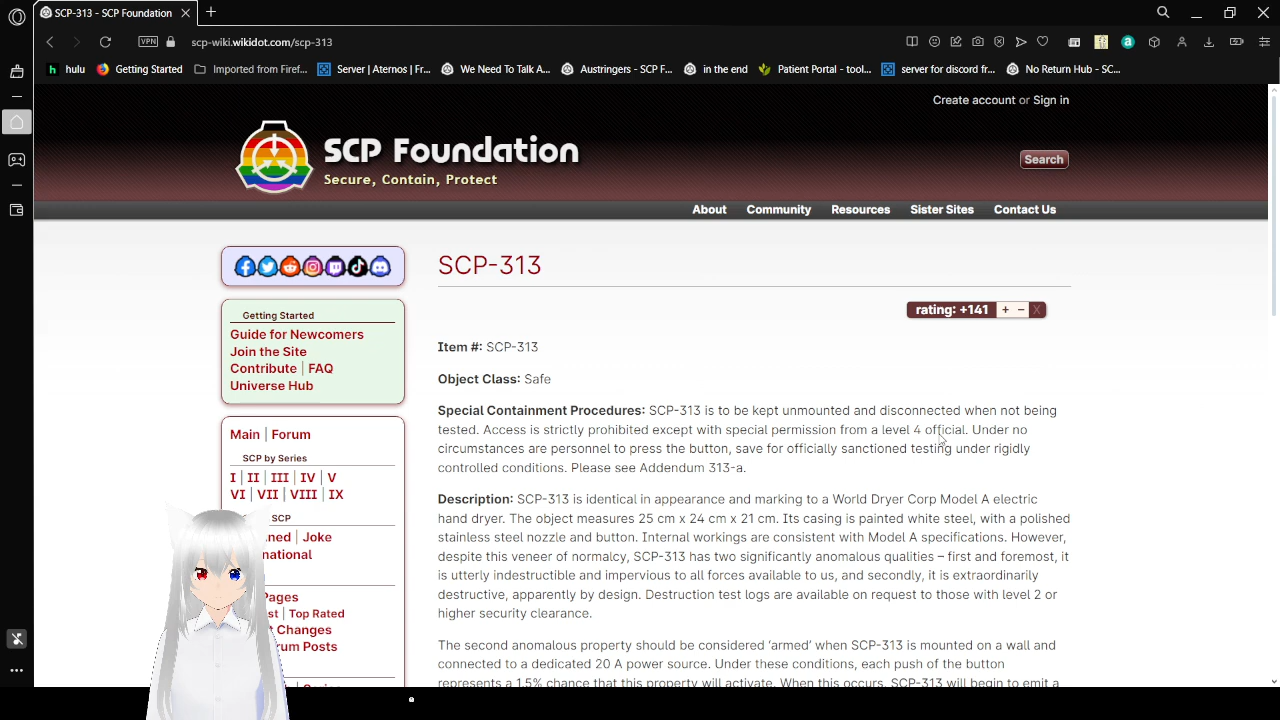 SCP-313 - SCP Foundation
VPN scp-wiki.wikidot.com/scp-313
hulu Getting Started Imported from Firef... Server | Aternos | Fr... We Need To Talk A... Austringers - SCP F... in the end Patient Portal - tool... server for discord fr... No Return Hub - SC...
Create account or Sign in
SCP Foundation
Secure, Contain, Protect
Search
About Community Resources Sister Sites Contact Us
Getting Started
Guide for Newcomers
Join the Site
Contribute | FAQ
Universe Hub
Main | Forum
SCP by Series
I | II | III | IV | V
VI | VII | VIII | IX
SCP
ned | Joke
national
Pages
st | Top Rated
t Changes
rum Posts
SCP-313
rating: +141 + − X
Item #: SCP-313
Object Class: Safe
Special Containment Procedures: SCP-313 is to be kept unmounted and disconnected when not being
tested. Access is strictly prohibited except with special permission from a level 4 official. Under no
circumstances are personnel to press the button, save for officially sanctioned testing under rigidly
controlled conditions. Please see Addendum 313-a.
Description: SCP-313 is identical in appearance and marking to a World Dryer Corp Model A electric
hand dryer. The object measures 25 cm x 24 cm x 21 cm. Its casing is painted white steel, with a polished
stainless steel nozzle and button. Internal workings are consistent with Model A specifications. However,
despite this veneer of normalcy, SCP-313 has two significantly anomalous qualities – first and foremost, it
is utterly indestructible and impervious to all forces available to us, and secondly, it is extraordinarily
destructive, apparently by design. Destruction test logs are available on request to those with level 2 or
higher security clearance.
The second anomalous property should be considered ‘armed’ when SCP-313 is mounted on a wall and
connected to a dedicated 20 A power source. Under these conditions, each push of the button
represents a 1.5% chance that this property will activate. When this occurs, SCP-313 will begin to emit a